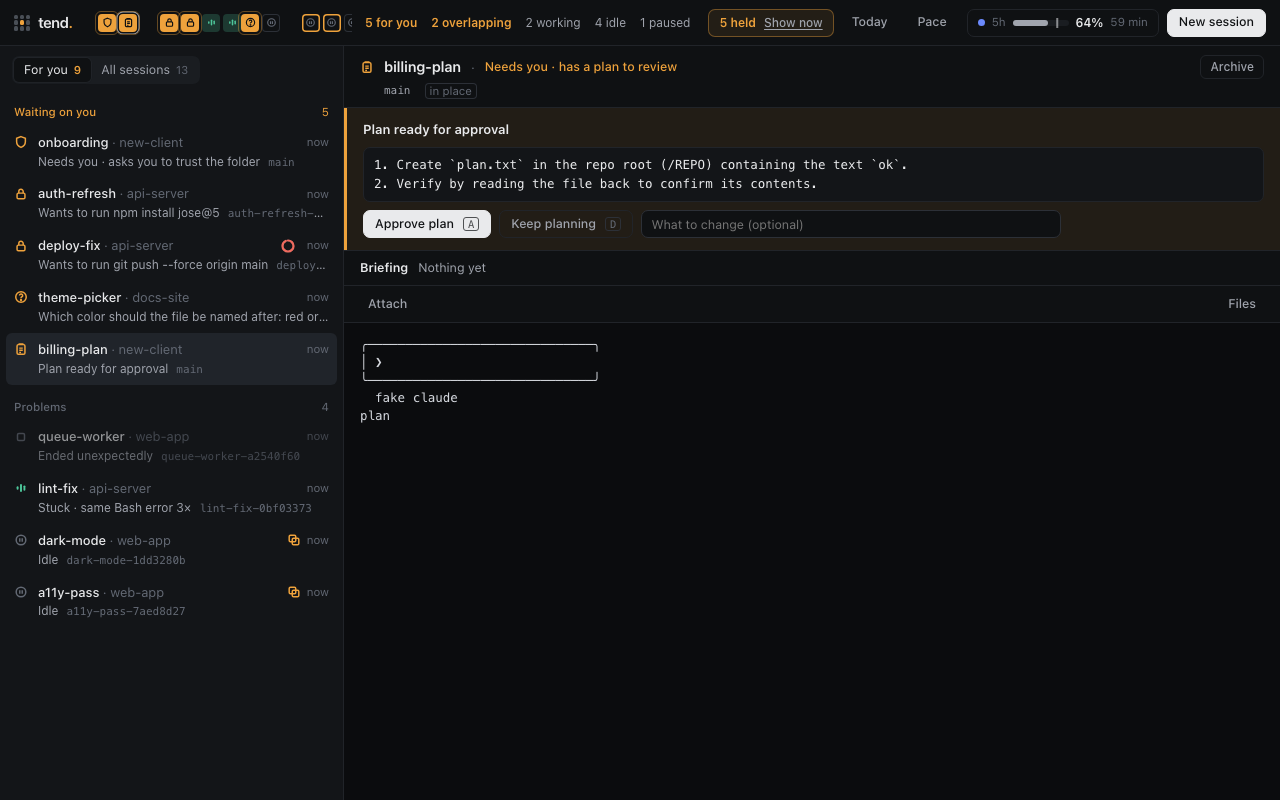 tend. 5 for you 2 overlapping 2 working 4 idle 1 paused 5 held Show now Today Pace 5h 64% 59 min New session
For you 9 All sessions 13
Waiting on you 5
onboarding · new-client now
Needs you · asks you to trust the folder main
auth-refresh · api-server now
Wants to run npm install jose@5 auth-refresh-…
deploy-fix · api-server now
Wants to run git push --force origin main deploy…
theme-picker · docs-site now
Which color should the file be named after: red or…
billing-plan · new-client now
Plan ready for approval main
Problems 4
queue-worker · web-app now
Ended unexpectedly queue-worker-a2540f60
lint-fix · api-server now
Stuck · same Bash error 3× lint-fix-0bf03373
dark-mode · web-app now
Idle dark-mode-1dd3280b
a11y-pass · web-app now
Idle a11y-pass-7aed8d27
billing-plan · Needs you · has a plan to review Archive
main in place
Plan ready for approval
1. Create `plan.txt` in the repo root (/REPO) containing the text `ok`.
2. Verify by reading the file back to confirm its contents.
Approve plan A Keep planning D What to change (optional)
Briefing Nothing yet
Attach Files
❯
fake claude
plan